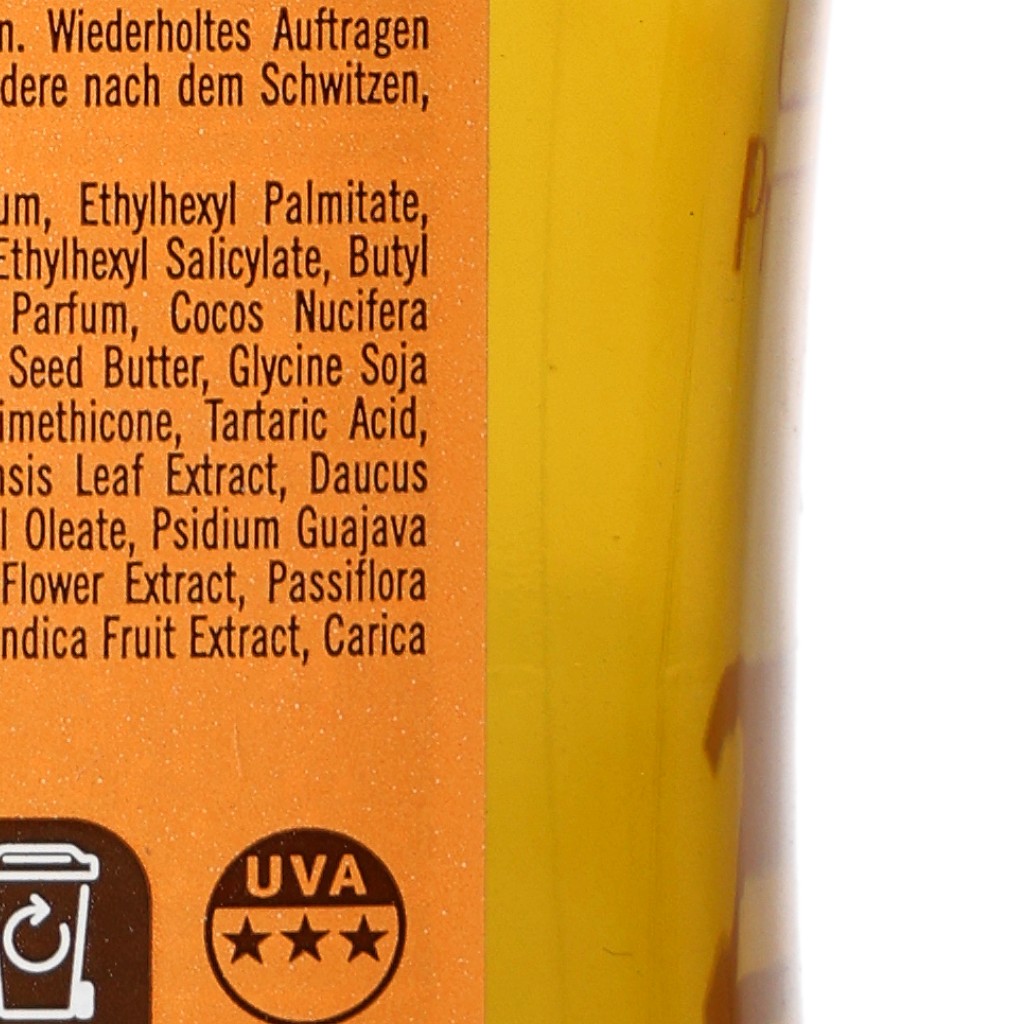 n. Wiederholtes Auftragen
dere nach dem Schwitzen,
um, Ethylhexyl Palmitate,
Ethylhexyl Salicylate, Butyl
Parfum, Cocos Nucifera
Seed Butter, Glycine Soja
imethicone, Tartaric Acid,
nsis Leaf Extract, Daucus
l Oleate, Psidium Guajava
Flower Extract, Passiflora
ndica Fruit Extract, Carica
UVA